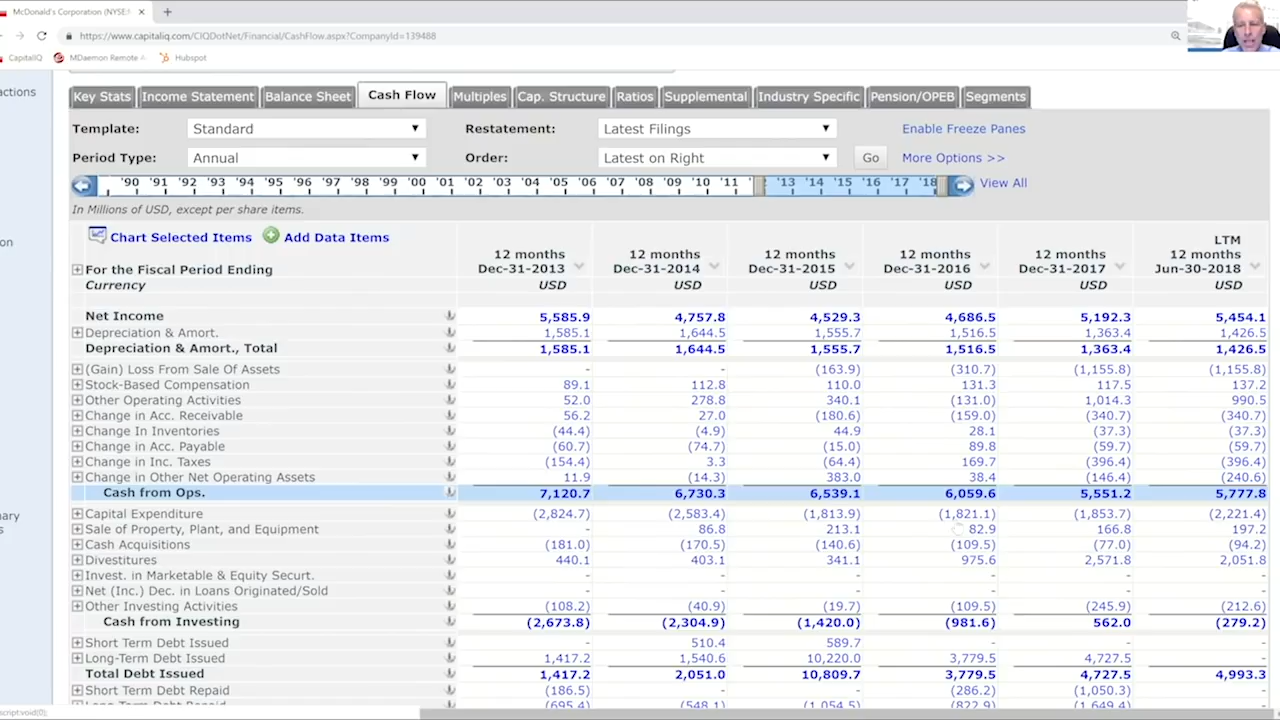 McDonald's Corporation (NYSE:
https://www.capitaliq.com/CIQDotNet/Financial/CashFlow.aspx?CompanyId=139488
CapitalIQ MDaemon Remote Hubspot
actions
Key Stats Income Statement Balance Sheet Cash Flow Multiples Cap. Structure Ratios Supplemental Industry Specific Pension/OPEB Segments
Template: Standard Restatement: Latest Filings Enable Freeze Panes
Period Type: Annual Order: Latest on Right Go More Options >>
'90 '91 '92 '93 '94 '95 '96 '97 '98 '99 '00 '01 '02 '03 '04 '05 '06 '07 '08 '09 '10 '11 '13 '14 '15 '16 '17 '18 View All
In Millions of USD, except per share items.
Chart Selected Items Add Data Items
LTM
12 months 12 months 12 months 12 months 12 months 12 months
For the Fiscal Period Ending Dec-31-2013 Dec-31-2014 Dec-31-2015 Dec-31-2016 Dec-31-2017 Jun-30-2018
Currency USD USD USD USD USD USD
Net Income 5,585.9 4,757.8 4,529.3 4,686.5 5,192.3 5,454.1
Depreciation & Amort. 1,585.1 1,644.5 1,555.7 1,516.5 1,363.4 1,426.5
Depreciation & Amort., Total 1,585.1 1,644.5 1,555.7 1,516.5 1,363.4 1,426.5
(Gain) Loss From Sale Of Assets - - (163.9) (310.7) (1,155.8) (1,155.8)
Stock-Based Compensation 89.1 112.8 110.0 131.3 117.5 137.2
Other Operating Activities 52.0 278.8 340.1 (131.0) 1,014.3 990.5
Change in Acc. Receivable 56.2 27.0 (180.6) (159.0) (340.7) (340.7)
Change In Inventories (44.4) (4.9) 44.9 28.1 (37.3) (37.3)
Change in Acc. Payable (60.7) (74.7) (15.0) 89.8 (59.7) (59.7)
Change in Inc. Taxes (154.4) 3.3 (64.4) 169.7 (396.4) (396.4)
Change in Other Net Operating Assets 11.9 (14.3) 383.0 38.4 (146.4) (240.6)
Cash from Ops. 7,120.7 6,730.3 6,539.1 6,059.6 5,551.2 5,777.8
Capital Expenditure (2,824.7) (2,583.4) (1,813.9) (1,821.1) (1,853.7) (2,221.4)
Sale of Property, Plant, and Equipment - 86.8 213.1 82.9 166.8 197.2
Cash Acquisitions (181.0) (170.5) (140.6) (109.5) (77.0) (94.2)
Divestitures 440.1 403.1 341.1 975.6 2,571.8 2,051.8
Invest. in Marketable & Equity Securt. - - - - - -
Net (Inc.) Dec. in Loans Originated/Sold - - - - - -
Other Investing Activities (108.2) (40.9) (19.7) (109.5) (245.9) (212.6)
Cash from Investing (2,673.8) (2,304.9) (1,420.0) (981.6) 562.0 (279.2)
Short Term Debt Issued - 510.4 589.7 - - -
Long-Term Debt Issued 1,417.2 1,540.6 10,220.0 3,779.5 4,727.5 -
Total Debt Issued 1,417.2 2,051.0 10,809.7 3,779.5 4,727.5 4,993.3
Short Term Debt Repaid (186.5) - - (286.2) (1,050.3) -
Long-Term Debt Repaid (695.4) (548.1) (1,054.5) (822.9) (1,649.4) -
script:void(0);